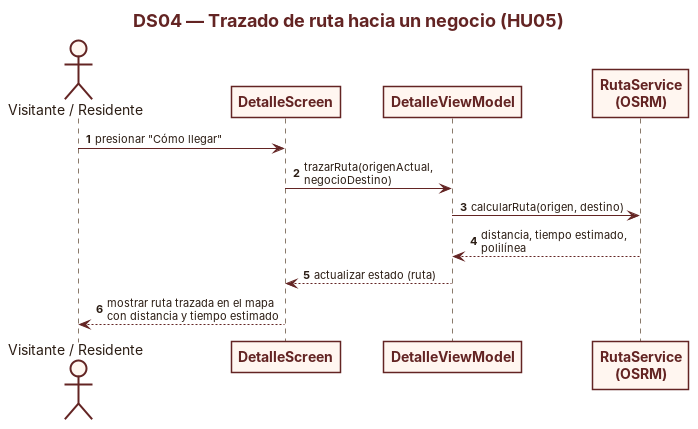 DS04 — Trazado de ruta hacia un negocio (HU05)
Visitante / Residente
DetalleScreen
DetalleViewModel
RutaService
(OSRM)
1 presionar "Cómo llegar"
2 trazarRuta(origenActual,
negocioDestino)
3 calcularRuta(origen, destino)
4 distancia, tiempo estimado,
polilínea
5 actualizar estado (ruta)
6 mostrar ruta trazada en el mapa
con distancia y tiempo estimado
Visitante / Residente
DetalleScreen
DetalleViewModel
RutaService
(OSRM)